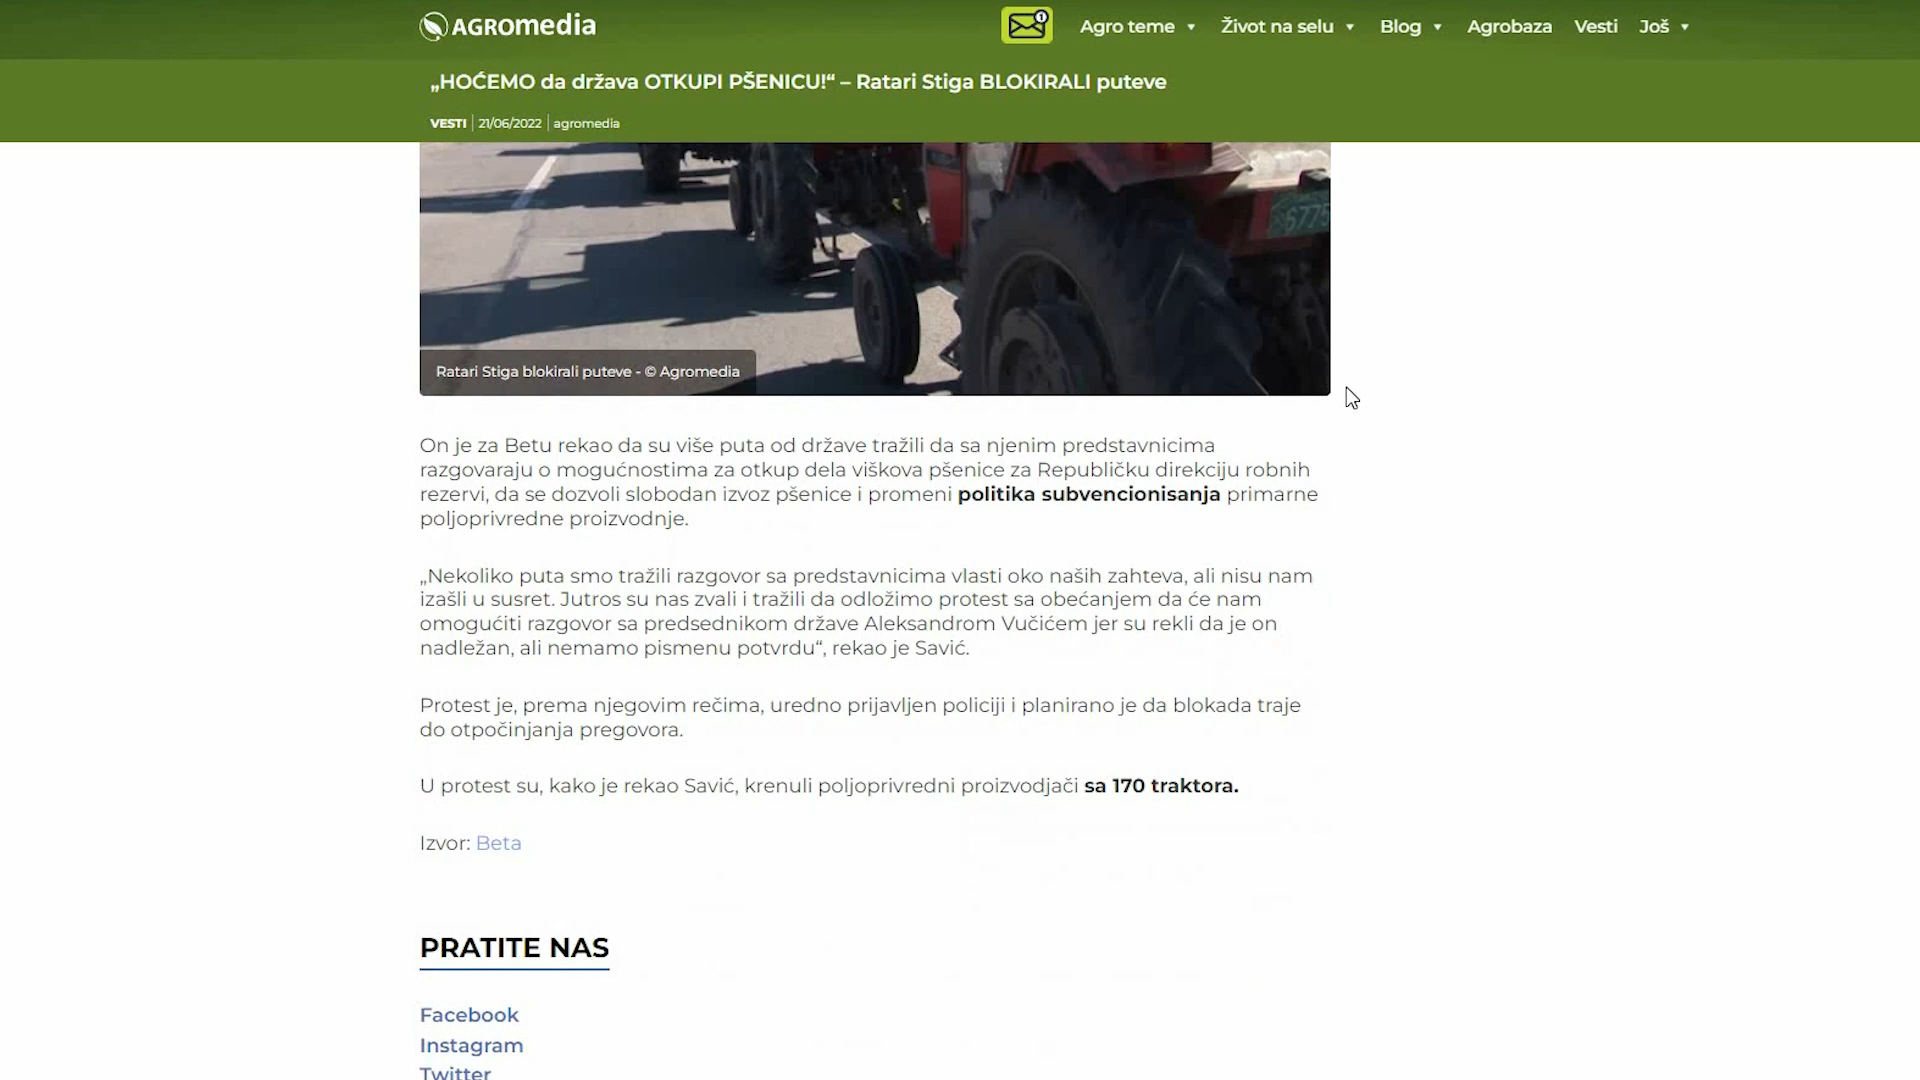 AGROmedia
1
Agro teme
Život na selu
Blog
Agrobaza
Vesti
Još
„HOĆEMO da država OTKUPI PŠENICU!“ – Ratari Stiga BLOKIRALI puteve
VESTI
21/06/2022
agromedia
Ratari Stiga blokirali puteve - © Agromedia
On je za Betu rekao da su više puta od države tražili da sa njenim predstavnicima
razgovaraju o mogućnostima za otkup dela viškova pšenice za Republičku direkciju robnih
rezervi, da se dozvoli slobodan izvoz pšenice i promeni politika subvencionisanja primarne
poljoprivredne proizvodnje.
„Nekoliko puta smo tražili razgovor sa predstavnicima vlasti oko naših zahteva, ali nisu nam
izašli u susret. Jutros su nas zvali i tražili da odložimo protest sa obećanjem da će nam
omogućiti razgovor sa predsednikom države Aleksandrom Vučićem jer su rekli da je on
nadležan, ali nemamo pismenu potvrdu“, rekao je Savić.
Protest je, prema njegovim rečima, uredno prijavljen policiji i planirano je da blokada traje
do otpočinjanja pregovora.
U protest su, kako je rekao Savić, krenuli poljoprivredni proizvodjači sa 170 traktora.
Izvor: Beta
PRATITE NAS
Facebook
Instagram
Twitter